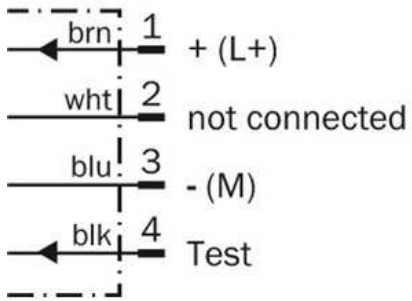 brn 1 + (L+)
wht 2 not connected
blu 3 - (M)
blk 4 Test